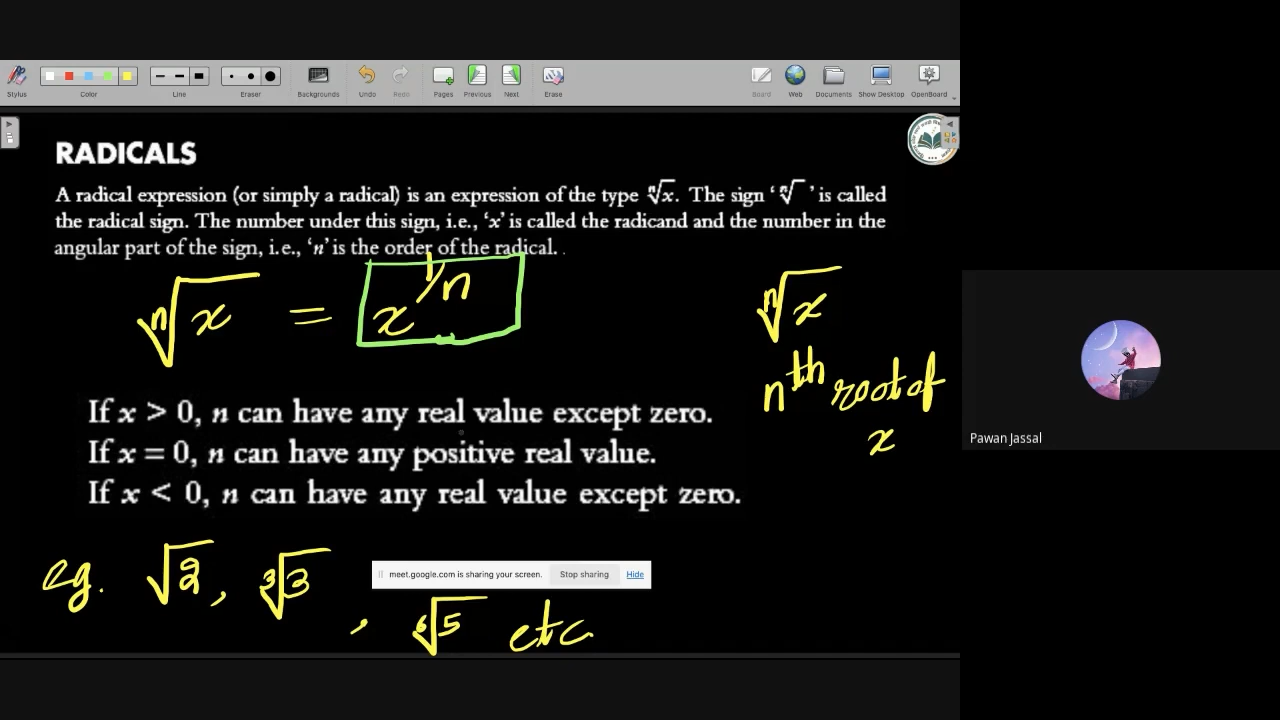 Stylus Color Line Eraser Backgrounds Undo Redo Pages Previous Next Erase Board Web Documents Show Desktop OpenBoard
RADICALS
A radical expression (or simply a radical) is an expression of the type ⁿ√x. The sign ‘ⁿ√ ’ is called
the radical sign. The number under this sign, i.e., ‘x’ is called the radicand and the number in the
angular part of the sign, i.e., ‘n’ is the order of the radical. .
ⁿ√x = x^1/n
ⁿ√x
nth root of
x
If x > 0, n can have any real value except zero.
If x = 0, n can have any positive real value.
If x < 0, n can have any real value except zero.
eg. √2, ³√3 , ⁶√5 etc
meet.google.com is sharing your screen. Stop sharing Hide
Pawan Jassal